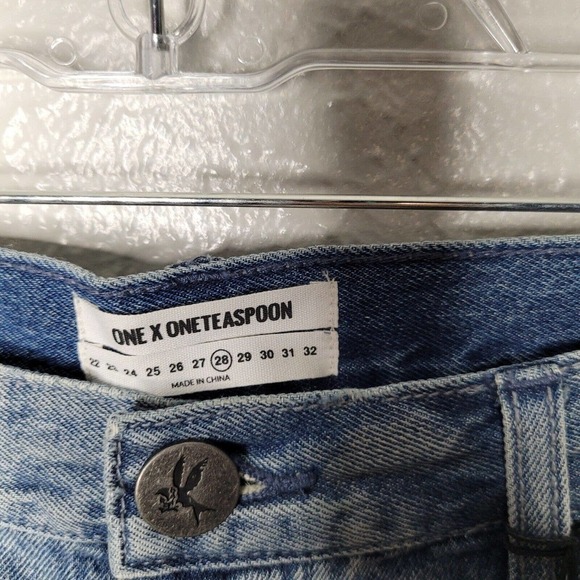 ONE X ONETEASPOON
22 23 24 25 26 27 28 29 30 31 32
MADE IN CHINA